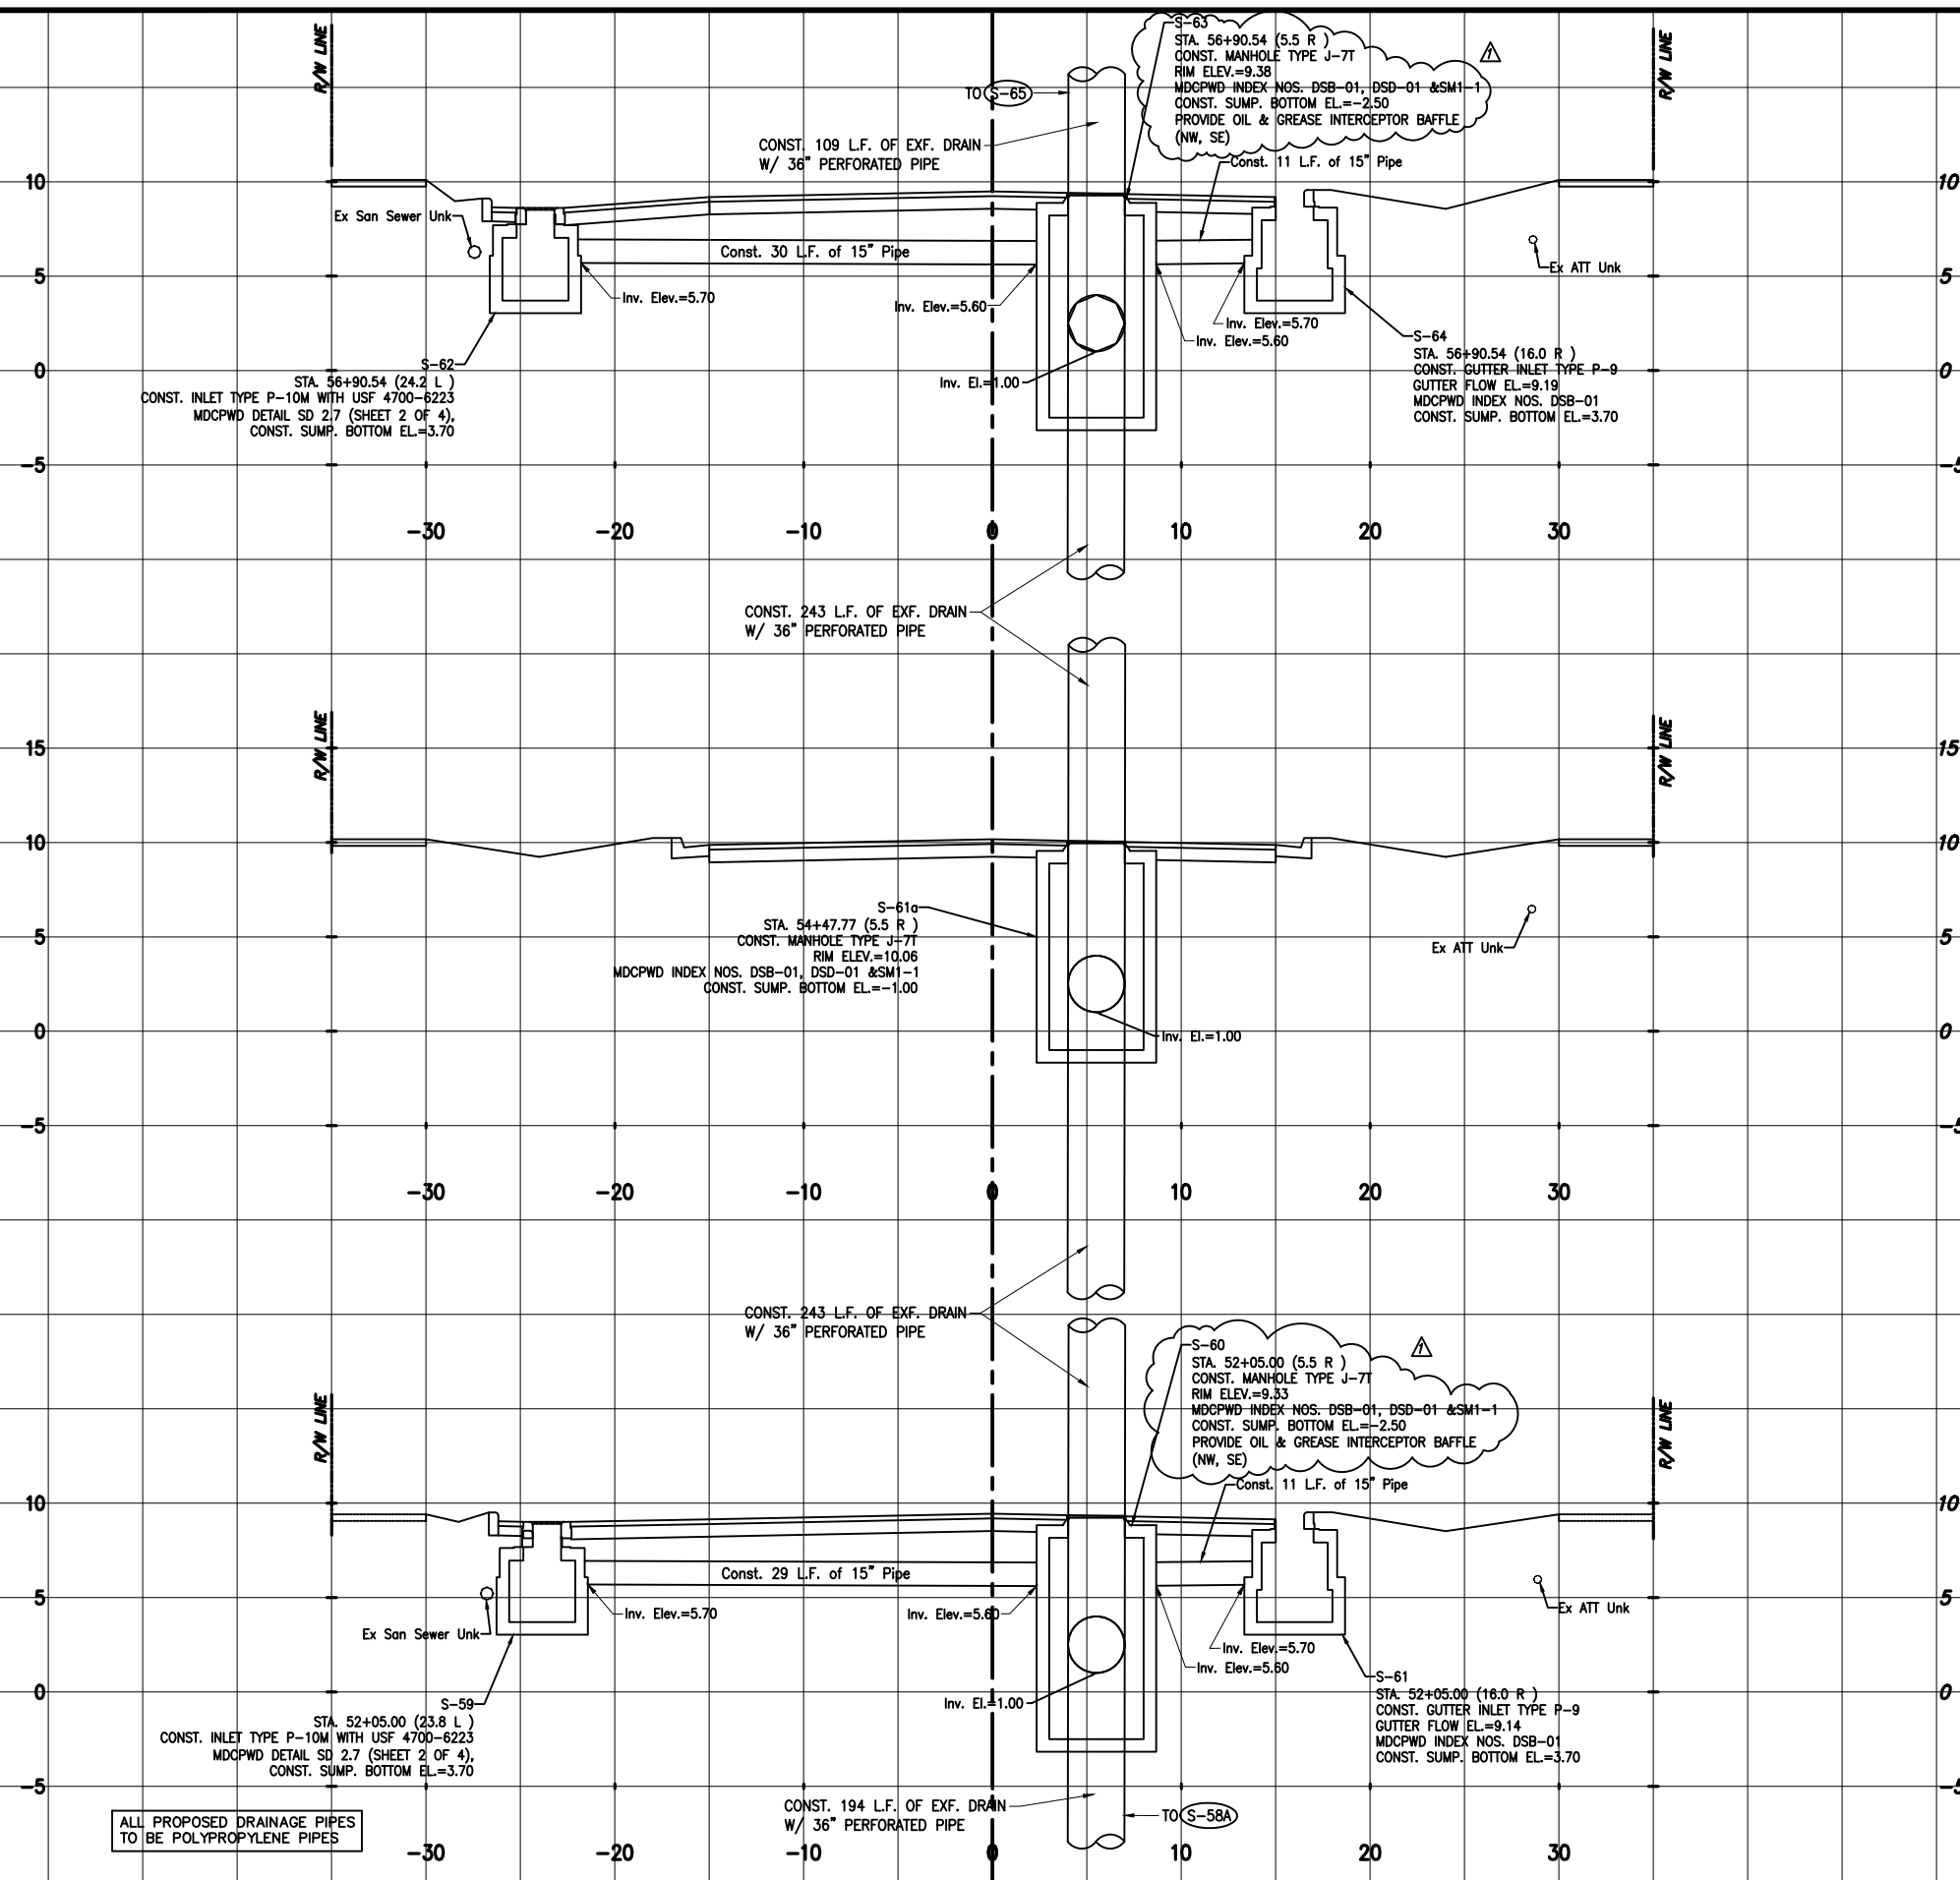 R/W LINE
S-63
STA. 56+90.54 (5.5 R )
CONST. MANHOLE TYPE J-7T
RIM ELEV.=9.38
MDCPWD INDEX NOS. DSB-01, DSD-01 &SM1-1
CONST. SUMP. BOTTOM EL.=-2.50
PROVIDE OIL & GREASE INTERCEPTOR BAFFLE
(NW, SE)
1
R/W LINE
TO S-65
CONST. 109 L.F. OF EXF. DRAIN
W/ 36" PERFORATED PIPE
Const. 11 L.F. of 15" Pipe
10
10
Ex San Sewer Unk
Const. 30 L.F. of 15" Pipe
Ex ATT Unk
5
5
Inv. Elev.=5.70
Inv. Elev.=5.60
Inv. Elev.=5.70
Inv. Elev.=5.60
S-62
STA. 56+90.54 (24.2 L )
CONST. INLET TYPE P-10M WITH USF 4700-6223
MDCPWD DETAIL SD 2.7 (SHEET 2 OF 4),
CONST. SUMP. BOTTOM EL.=3.70
Inv. El.=1.00
S-64
STA. 56+90.54 (16.0 R )
CONST. GUTTER INLET TYPE P-9
GUTTER FLOW EL.=9.19
MDCPWD INDEX NOS. DSB-01
CONST. SUMP. BOTTOM EL.=3.70
0
0
-5
-5
-30 -20 -10 0 10 20 30
CONST. 243 L.F. OF EXF. DRAIN
W/ 36" PERFORATED PIPE
R/W LINE
R/W LINE
15
15
10
10
S-61a
STA. 54+47.77 (5.5 R )
CONST. MANHOLE TYPE J-7T
RIM ELEV.=10.06
MDCPWD INDEX NOS. DSB-01, DSD-01 &SM1-1
CONST. SUMP. BOTTOM EL.=-1.00
5
5
Ex ATT Unk
0
0
Inv. El.=1.00
-5
-5
-30 -20 -10 0 10 20 30
CONST. 243 L.F. OF EXF. DRAIN
W/ 36" PERFORATED PIPE
R/W LINE
S-60
STA. 52+05.00 (5.5 R )
CONST. MANHOLE TYPE J-7T
RIM ELEV.=9.33
MDCPWD INDEX NOS. DSB-01, DSD-01 &SM1-1
CONST. SUMP. BOTTOM EL.=-2.50
PROVIDE OIL & GREASE INTERCEPTOR BAFFLE
(NW, SE)
1
R/W LINE
Const. 11 L.F. of 15" Pipe
10
10
Const. 29 L.F. of 15" Pipe
5
5
Inv. Elev.=5.70
Inv. Elev.=5.60
Ex ATT Unk
Ex San Sewer Unk
Inv. Elev.=5.70
Inv. Elev.=5.60
0
0
S-59
STA. 52+05.00 (23.8 L )
CONST. INLET TYPE P-10M WITH USF 4700-6223
MDCPWD DETAIL SD 2.7 (SHEET 2 OF 4),
CONST. SUMP. BOTTOM EL.=3.70
Inv. El.=1.00
S-61
STA. 52+05.00 (16.0 R )
CONST. GUTTER INLET TYPE P-9
GUTTER FLOW EL.=9.14
MDCPWD INDEX NOS. DSB-01
CONST. SUMP. BOTTOM EL.=3.70
-5
-5
CONST. 194 L.F. OF EXF. DRAIN
W/ 36" PERFORATED PIPE
TO S-58A
ALL PROPOSED DRAINAGE PIPES
TO BE POLYPROPYLENE PIPES
-30 -20 -10 0 10 20 30